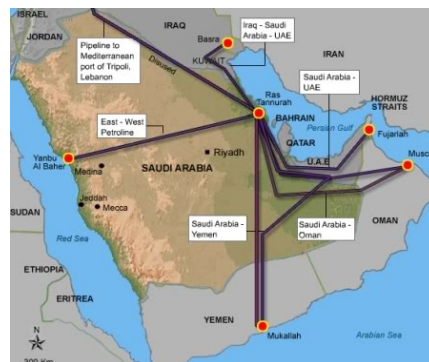 ISRAEL
JORDAN
IRAQ
Basra
KUWAIT
Iraq - Saudi
Arabia - UAE
IRAN
Pipeline to
Mediterranean
port of Tripoli,
Lebanon
Disused
Saudi Arabia -
UAE
HORMUZ
STRAITS
Ras
Tannurah
BAHRAIN
Persian Gulf
QATAR
Fujariah
East - West
Petroline
Riyadh
U.A.E
Yanbu
Al Baher
Medina
SAUDI ARABIA
Musc
Jeddah
Mecca
SUDAN
Red Sea
Saudi Arabia -
Yemen
Saudi Arabia -
Oman
OMAN
ETHIOPIA
ERITREA
YEMEN
Mukallah
Arabian Sea
N